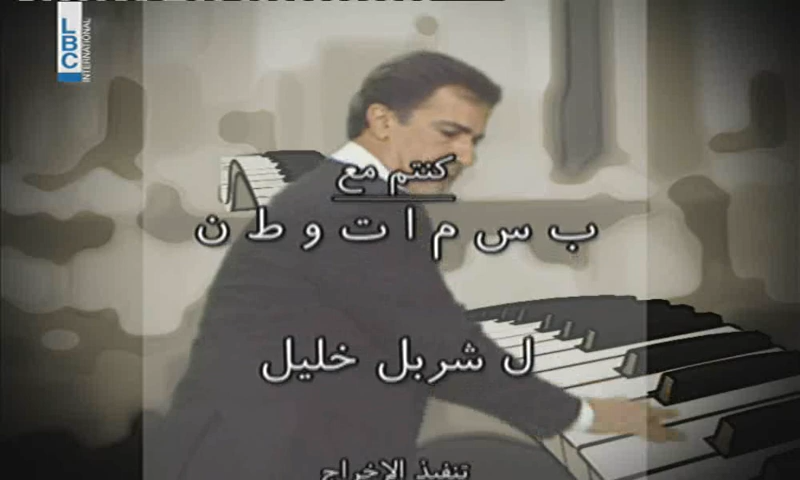 LBC
INTERNATIONAL
كنتم مع
ب س م ا ت و ط ن
ل شربل خليل
تنفيذ الإخراج